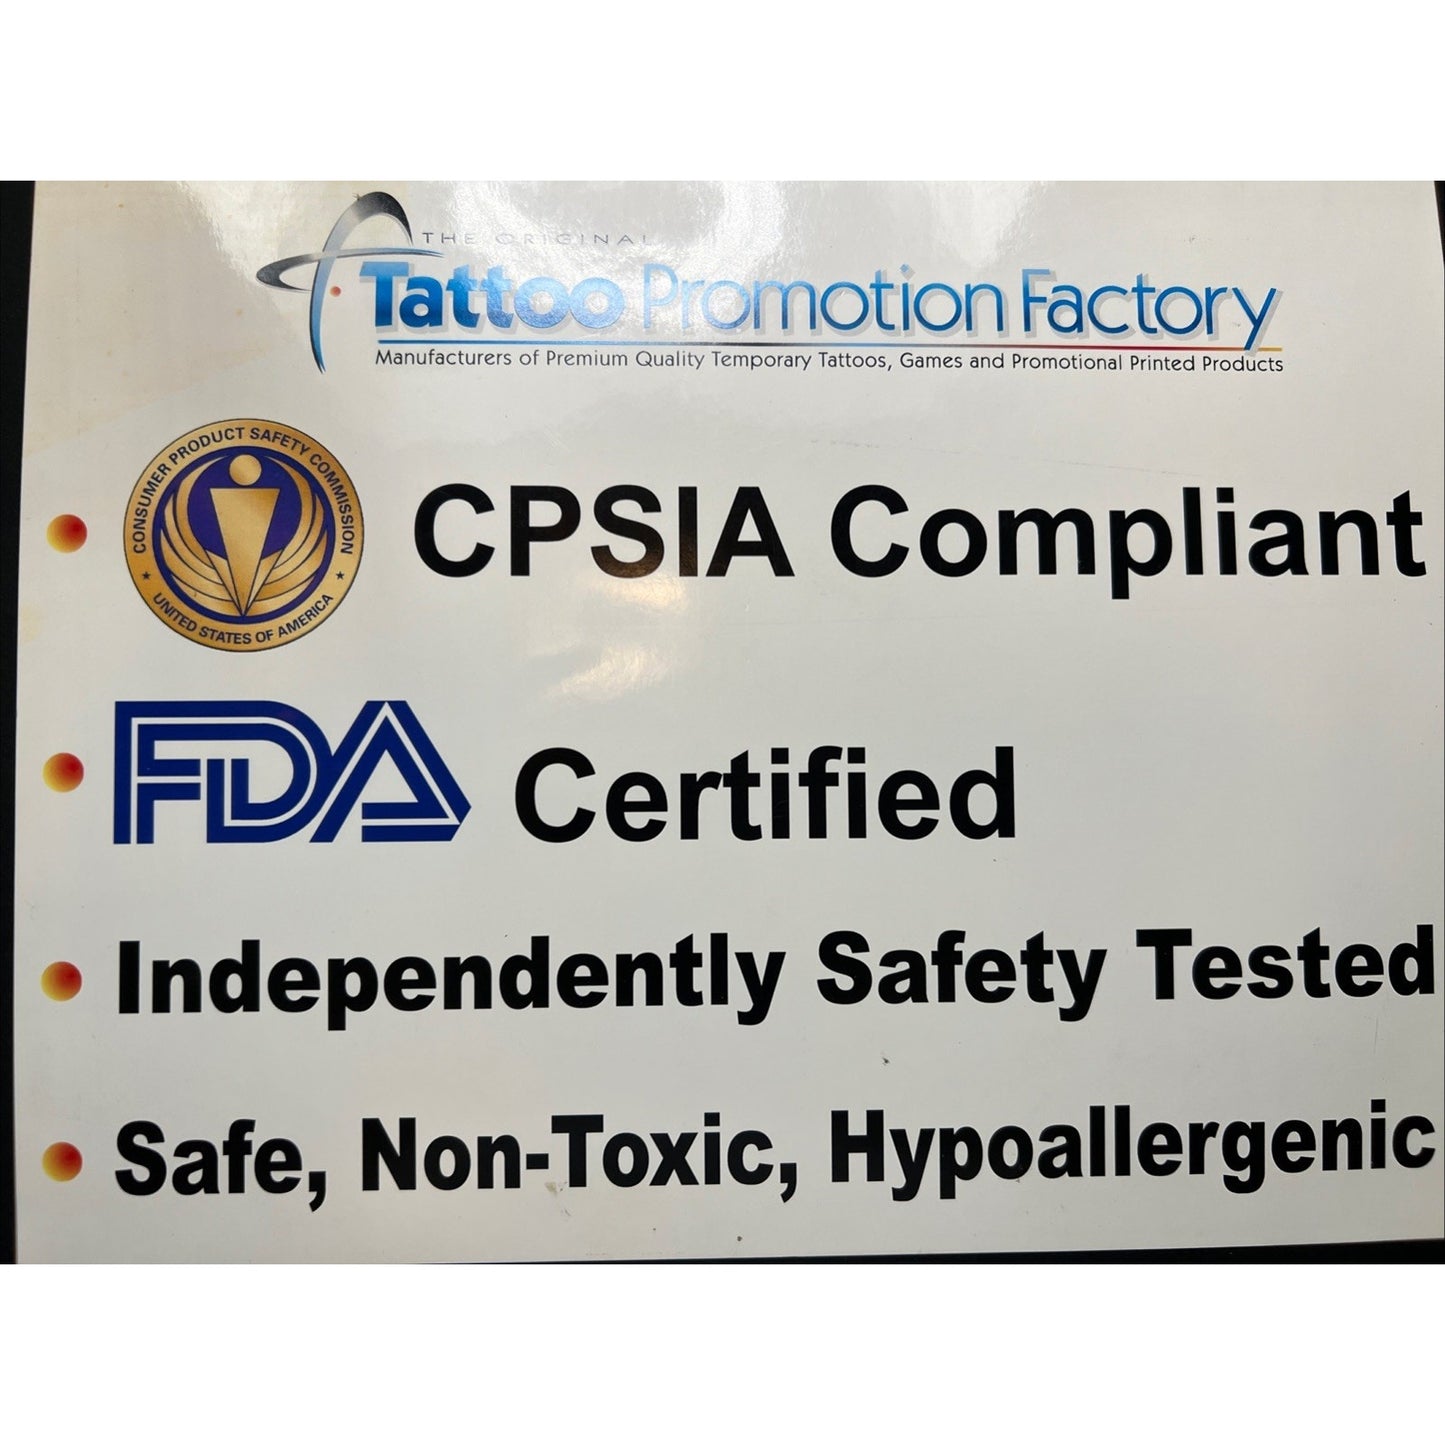 THE ORIGINAL
Tattoo Promotion Factory
Manufacturers of Premium Quality Temporary Tattoos, Games and Promotional Printed Products
CONSUMER PRODUCT SAFETY COMMISSION
UNITED STATES OF AMERICA
CPSIA Compliant
FDA Certified
Independently Safety Tested
Safe, Non-Toxic, Hypoallergenic